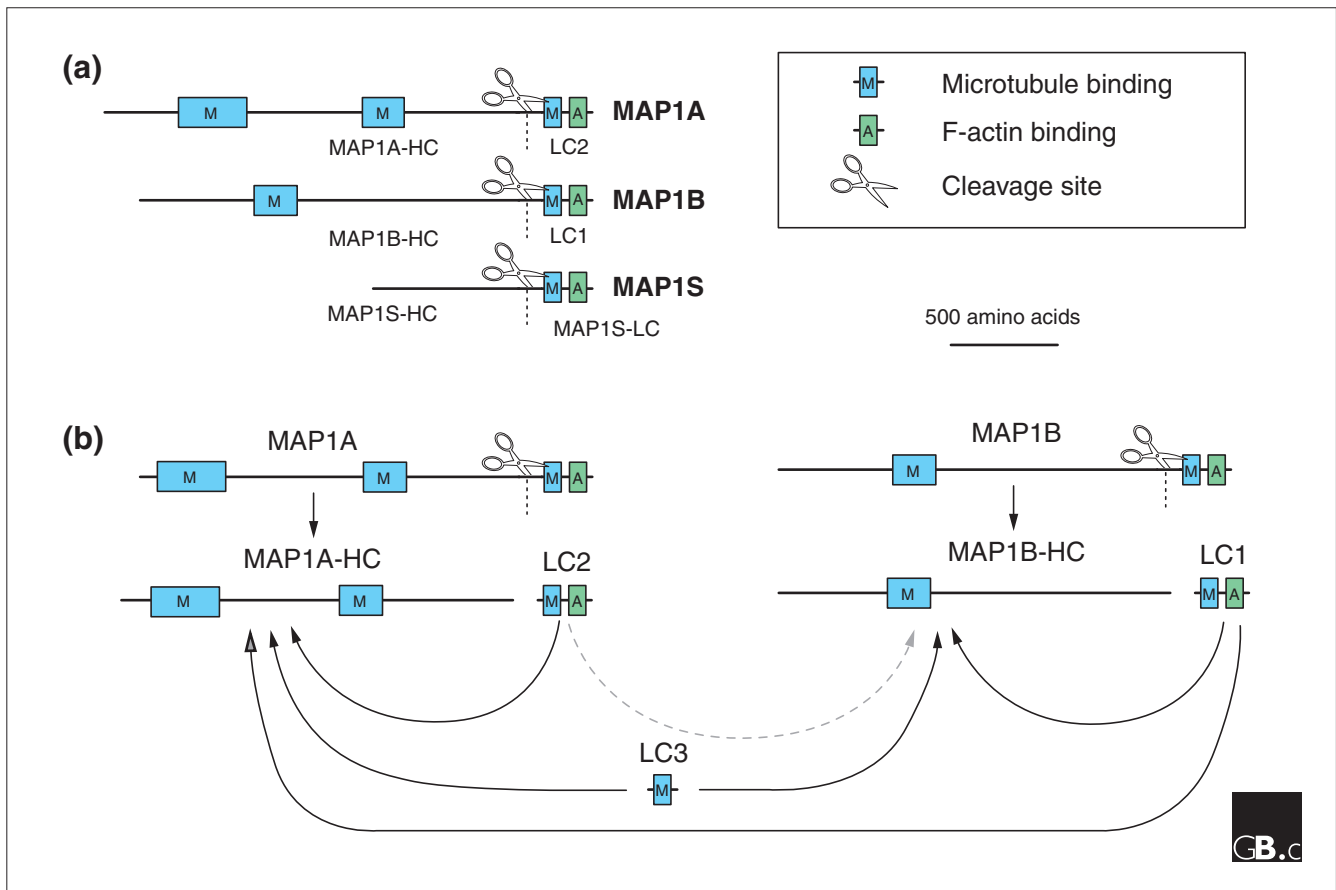 (a)
M
M
M
A
MAP1A
MAP1A-HC
LC2
M
M
A
MAP1B
MAP1B-HC
LC1
M
A
MAP1S
MAP1S-HC
MAP1S-LC
M
Microtubule binding
A
F-actin binding
Cleavage site
500 amino acids
(b)
MAP1A
M
M
M
A
MAP1A-HC
LC2
M
M
M
A
MAP1B
M
M
A
MAP1B-HC
LC1
M
M
A
LC3
M
GB.c